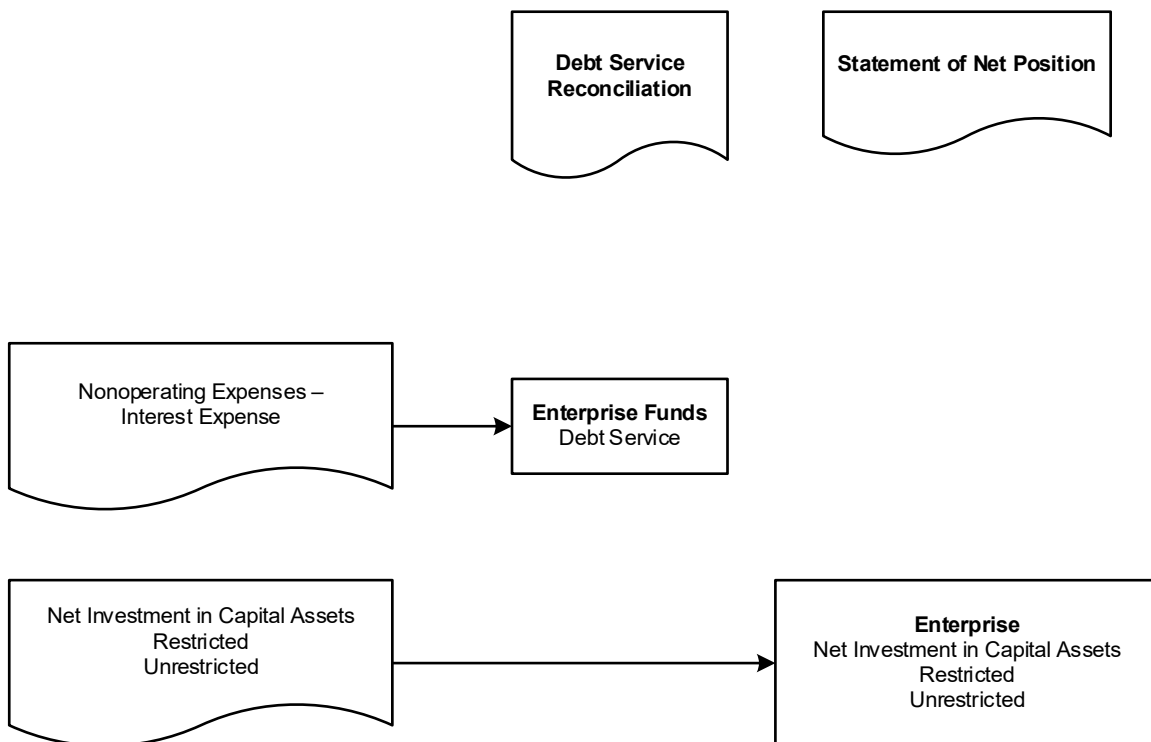 Debt Service
Reconciliation
Statement of Net Position
Nonoperating Expenses –
Interest Expense
Enterprise Funds
Debt Service
Net Investment in Capital Assets
Restricted
Unrestricted
Enterprise
Net Investment in Capital Assets
Restricted
Unrestricted